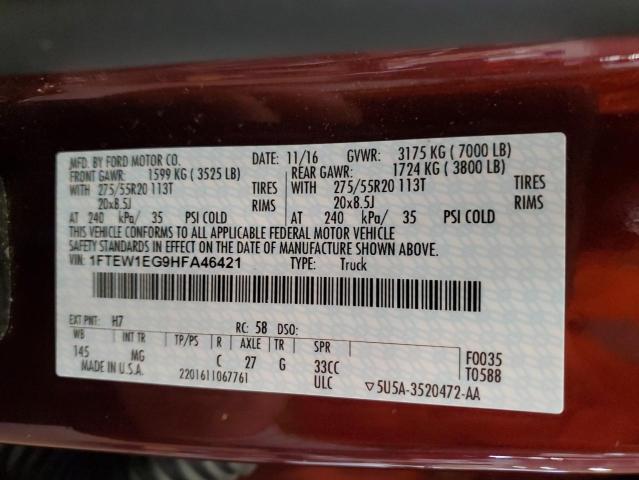 MFD. BY FORD MOTOR CO. DATE: 11/16 GVWR: 3175 KG ( 7000 LB)
FRONT GAWR: 1599 KG ( 3525 LB) REAR GAWR: 1724 KG ( 3800 LB)
WITH 275/55R20 113T TIRES WITH 275/55R20 113T TIRES
20x8.5J RIMS 20x8.5J RIMS
AT 240 kPa/ 35 PSI COLD AT 240 kPa/ 35 PSI COLD
THIS VEHICLE CONFORMS TO ALL APPLICABLE FEDERAL MOTOR VEHICLE
SAFETY STANDARDS IN EFFECT ON THE DATE OF MANUFACTURE SHOWN ABOVE.
VIN: 1FTEW1EG9HFA46421 TYPE: Truck
EXT PNT: H7 RC: 58 DSO:
WB INT TR TP/PS R AXLE TR SPR F0035
145 MG C 27 G 33CC T0588
MADE IN U.S.A. 2201611067761 ULC ▽5U5A-3520472-AA